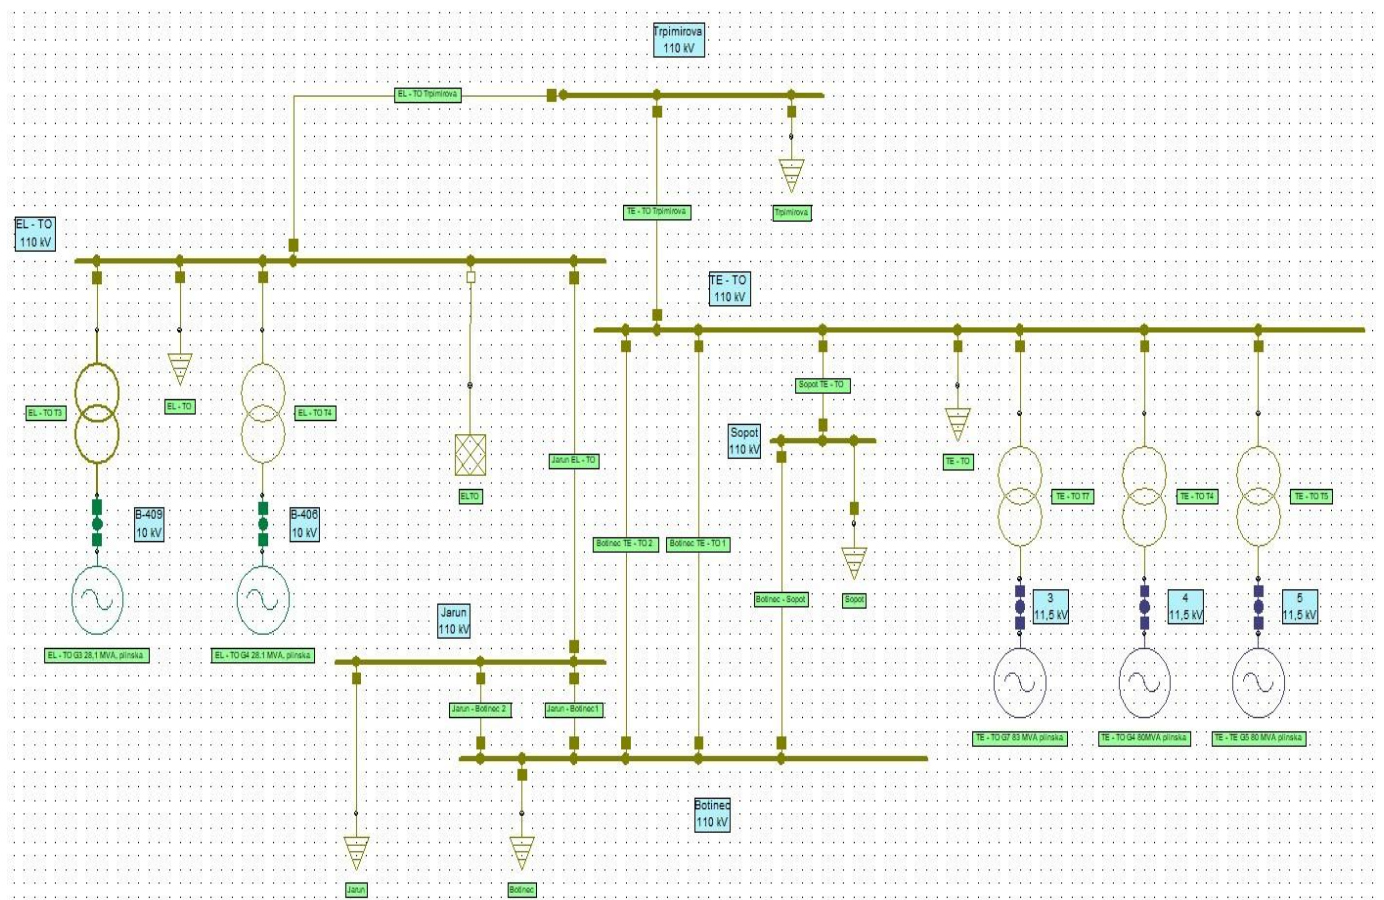 Trpimirova
110 kV
EL - TO Trpimirova
TE - TO Trpimirova
Trpimirova
EL - TO
110 kV
TE - TO
110 kV
Sopot TE - TO
EL - TO T3
EL - TO
EL - TO T4
Sopot
110 kV
Jarun EL - TO
TE - TO
ELTO
TE - TO T7
TE - TO T4
TE - TO T5
B-409
10 kV
B-406
10 kV
Botinec TE - TO 2
Botinec TE - TO 1
Botinec - Sopot
Sopot
3
11,5 kV
4
11,5 kV
5
11,5 kV
Jarun
110 kV
EL - TO G3 28,1 MVA, plinska
EL - TO G4 28.1 MVA, plinska
Jarun - Botinec 2
Jarun - Botinec1
TE - TO G7 83 MVA plinska
TE - TO G4 80MVA plinska
TE - TE G5 80 MVA plinska
Botinec
110 kV
Jarun
Botinec